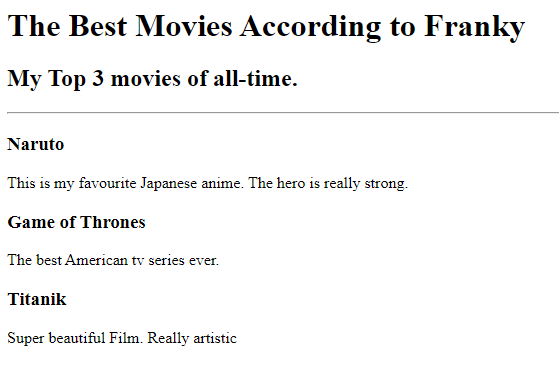 The Best Movies According to Franky
My Top 3 movies of all-time.
Naruto
This is my favourite Japanese anime. The hero is really strong.
Game of Thrones
The best American tv series ever.
Titanik
Super beautiful Film. Really artistic